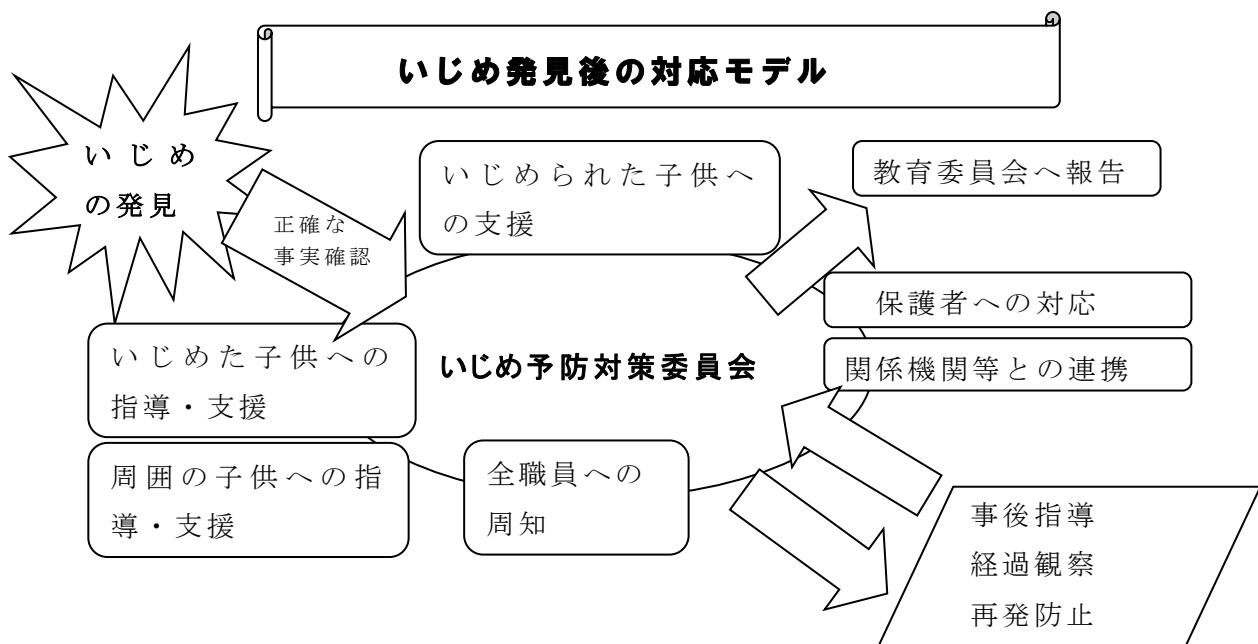 いじめ発見後の対応モデル
いじめ
の発見
正確な
事実確認
いじめられた子供へ
の支援
教育委員会へ報告
保護者への対応
関係機関等との連携
いじめ予防対策委員会
いじめた子供への
指導・支援
周囲の子供への指
導・支援
全職員への
周知
事後指導
経過観察
再発防止